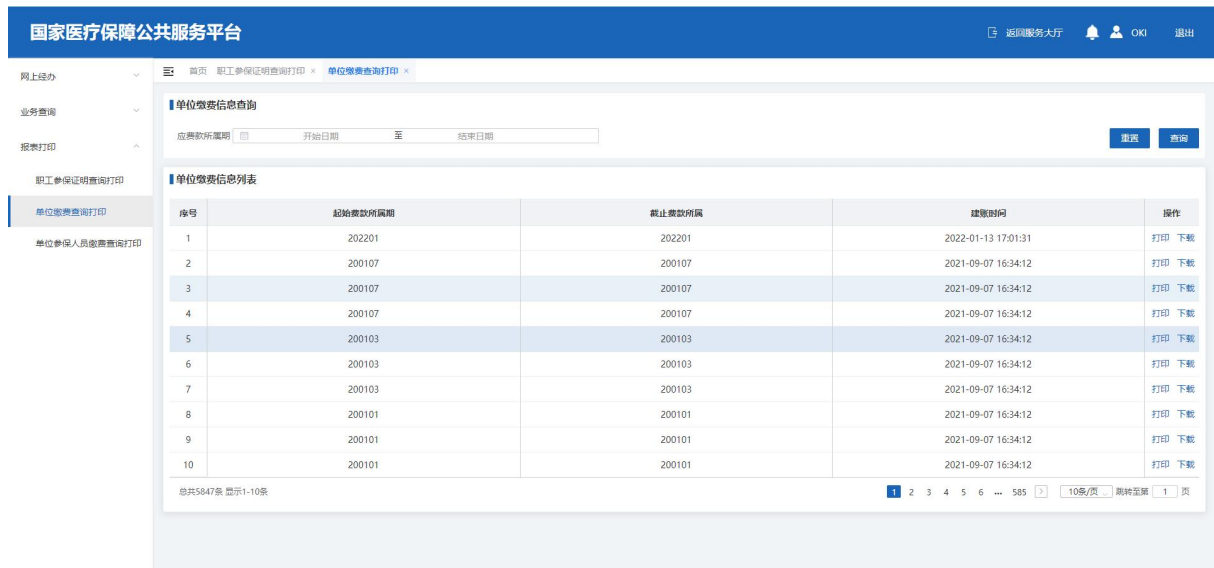 国家医疗保障公共服务平台
返回服务大厅 OKI 退出
网上经办
业务查询
报表打印
职工参保证明查询打印
单位缴费查询打印
单位参保人员缴费查询打印
首页 职工参保证明查询打印 × 单位缴费查询打印 ×
单位缴费信息查询
应费款所属期 开始日期 至 结束日期 重置 查询
单位缴费信息列表
序号 起始费款所属期 截止费款所属 建账时间 操作
1 202201 202201 2022-01-13 17:01:31 打印 下载
2 200107 200107 2021-09-07 16:34:12 打印 下载
3 200107 200107 2021-09-07 16:34:12 打印 下载
4 200107 200107 2021-09-07 16:34:12 打印 下载
5 200103 200103 2021-09-07 16:34:12 打印 下载
6 200103 200103 2021-09-07 16:34:12 打印 下载
7 200103 200103 2021-09-07 16:34:12 打印 下载
8 200101 200101 2021-09-07 16:34:12 打印 下载
9 200101 200101 2021-09-07 16:34:12 打印 下载
10 200101 200101 2021-09-07 16:34:12 打印 下载
总共5847条 显示1-10条 1 2 3 4 5 6 ... 585 > 10条/页 跳转至第 1 页